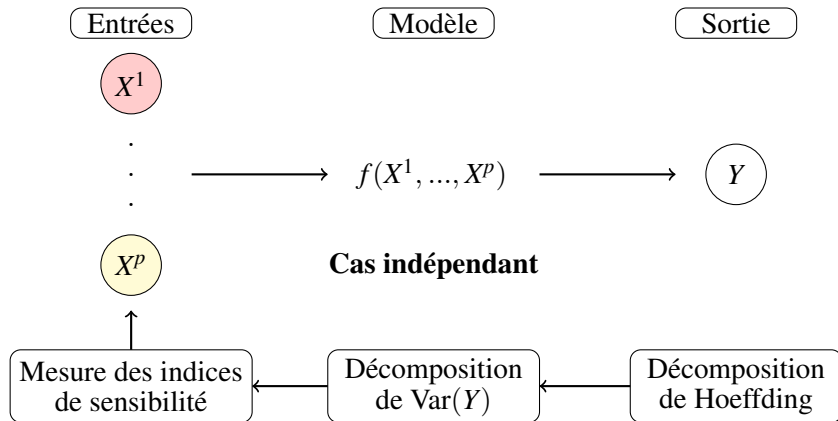 Entrées
Modèle
Sortie
X¹
.
.
.
f(X¹, ..., Xᵖ)
Y
Xᵖ
Cas indépendant
Mesure des indices
de sensibilité
Décomposition
de Var(Y)
Décomposition
de Hoeffding